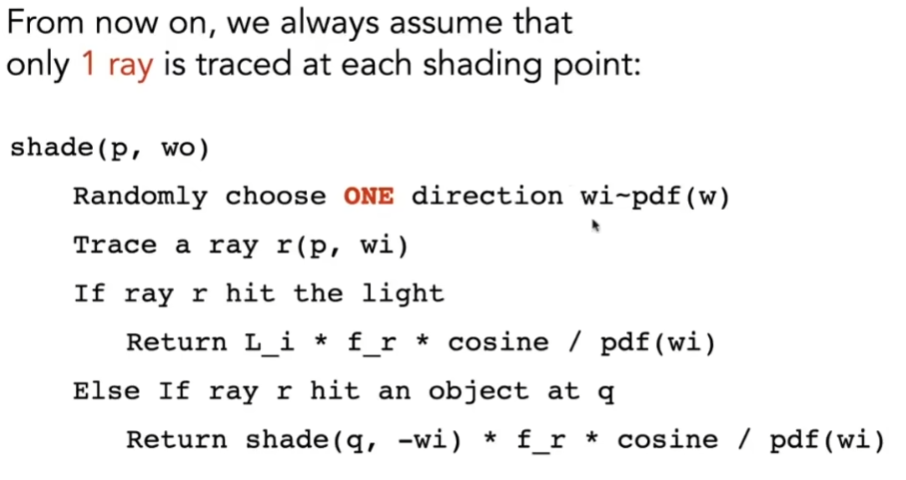 From now on, we always assume that
only 1 ray is traced at each shading point:
shade(p, wo)
Randomly choose ONE direction wi~pdf(w)
Trace a ray r(p, wi)
If ray r hit the light
Return L_i * f_r * cosine / pdf(wi)
Else If ray r hit an object at q
Return shade(q, -wi) * f_r * cosine / pdf(wi)